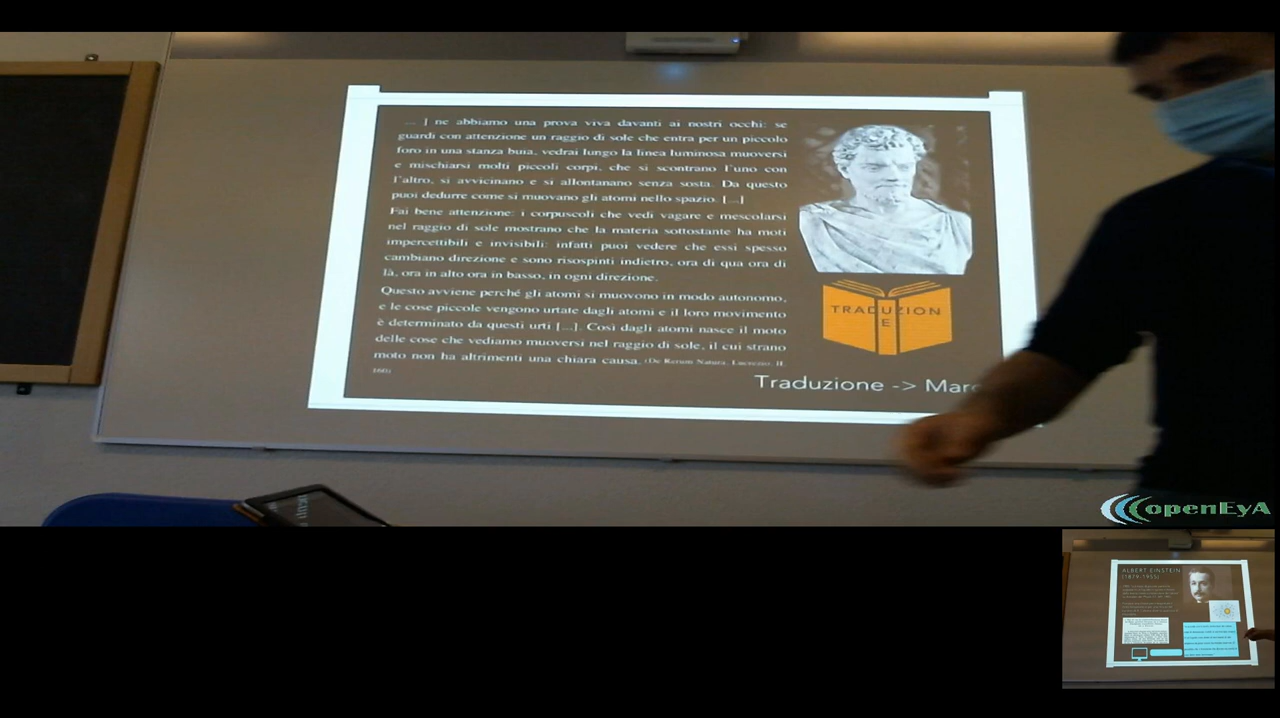 ... ] ne abbiamo una prova viva davanti ai nostri occhi: se
guardi con attenzione un raggio di sole che entra per un piccolo
foro in una stanza buia, vedrai lungo la linea luminosa muoversi
e mischiarsi molti piccoli corpi, che si scontrano l'uno con
l'altro, si avvicinano e si allontanano senza sosta. Da questo
puoi dedurre come si muovano gli atomi nello spazio. [...]
Fai bene attenzione: i corpuscoli che vedi vagare e mescolarsi
nel raggio di sole mostrano che la materia sottostante ha moti
impercettibili e invisibili: infatti puoi vedere che essi spesso
cambiano direzione e sono risospinti indietro, ora di qua ora di
là, ora in alto ora in basso, in ogni direzione.
Questo avviene perché gli atomi si muovono in modo autonomo,
e le cose piccole vengono urtate dagli atomi e il loro movimento
è determinato da questi urti [...]. Così dagli atomi nasce il moto
delle cose che vediamo muoversi nel raggio di sole, il cui strano
moto non ha altrimenti una chiara causa. (De Rerum Natura, Lucrezio, II,
160)
TRADUZION
E
Traduzione -> Marc
openEyA
ALBERT EINSTEIN
(1879-1955)